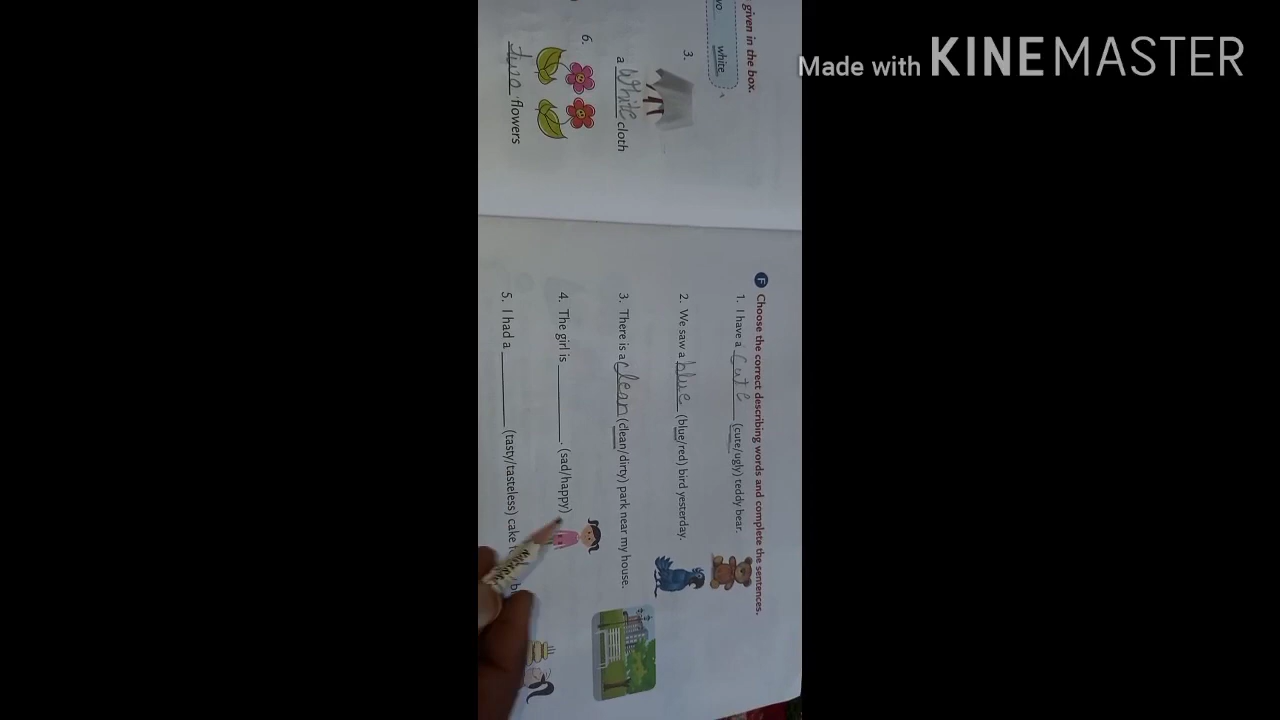 Made with KINEMASTER
given in the box.
white
3.
a White cloth
6.
two flowers
F Choose the correct describing words and complete the sentences.
1. I have a cute (cute/ugly) teddy bear.
2. We saw a blue (blue/red) bird yesterday.
3. There is a clean (clean/dirty) park near my house.
4. The girl is ________. (sad/happy)
5. I had a ________ (tasty/tasteless) cake